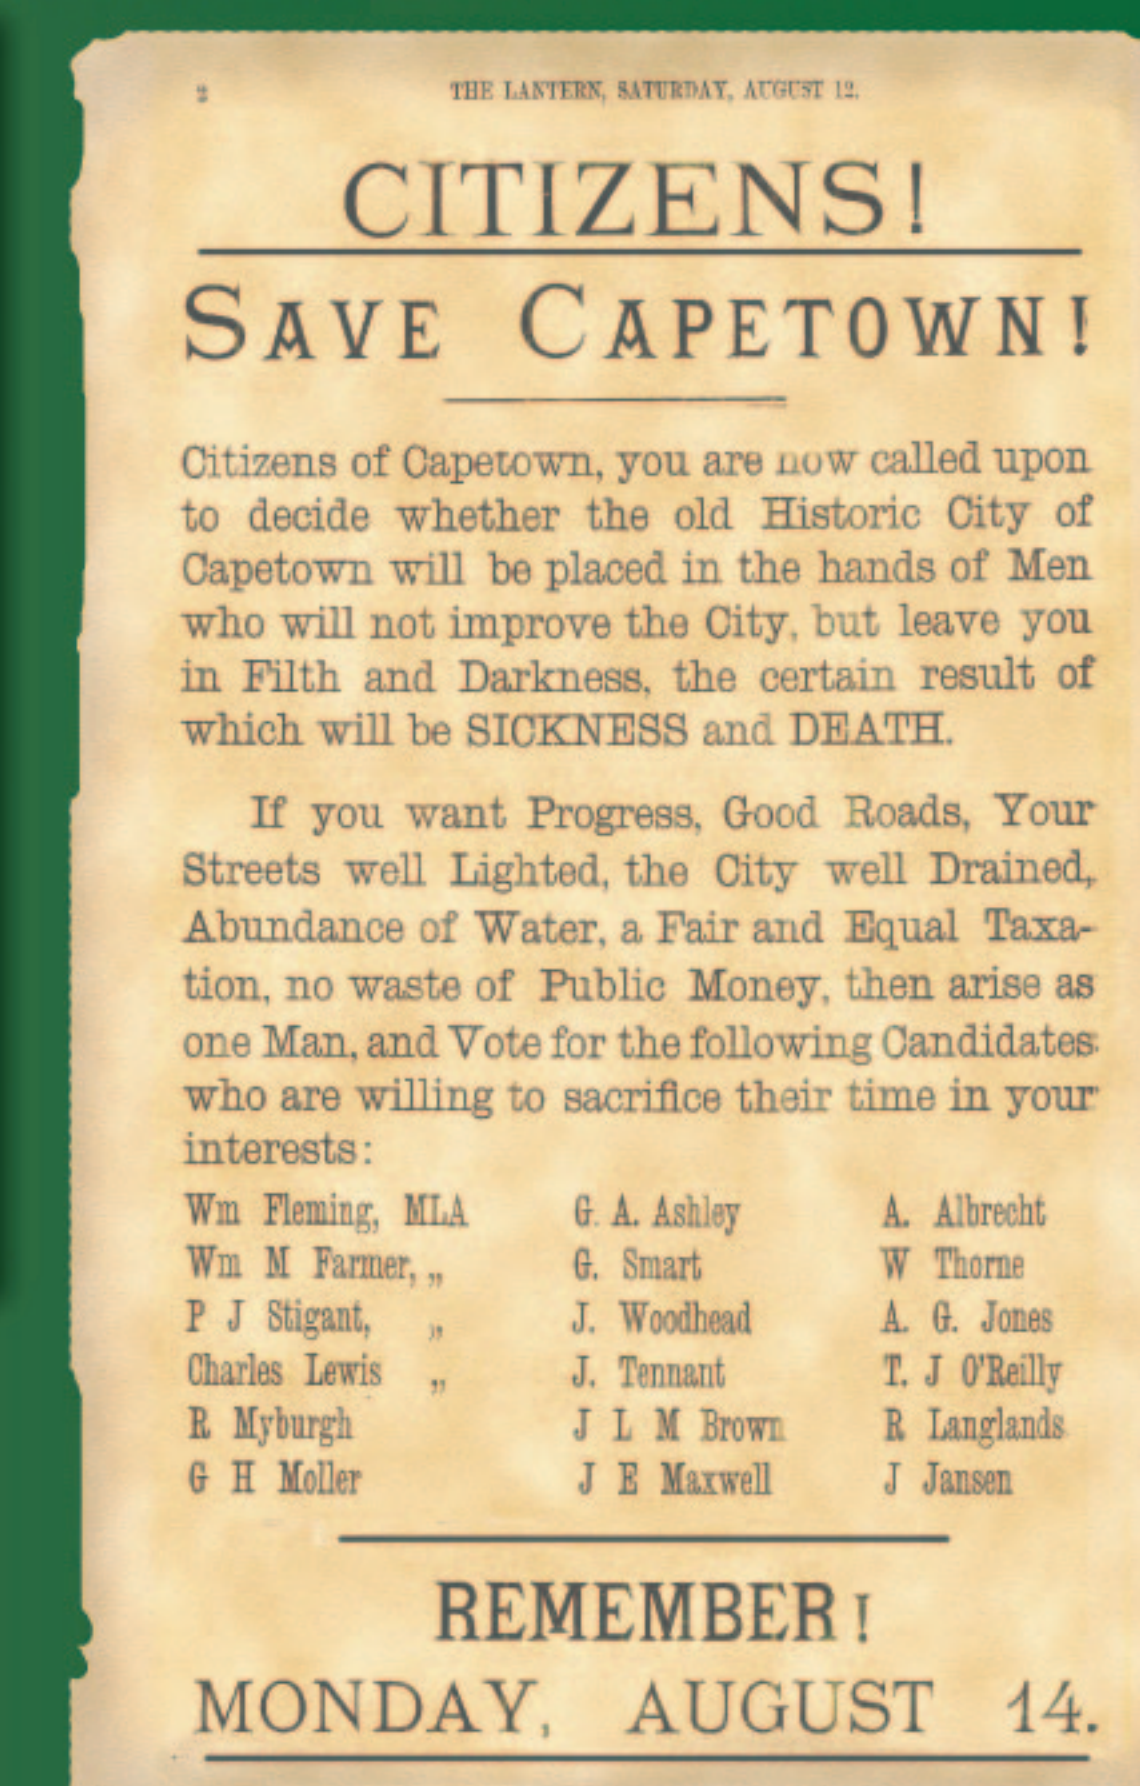 2 THE LANTERN, SATURDAY, AUGUST 12.
CITIZENS!
SAVE CAPETOWN!
Citizens of Capetown, you are now called upon
to decide whether the old Historic City of
Capetown will be placed in the hands of Men
who will not improve the City, but leave you
in Filth and Darkness, the certain result of
which will be SICKNESS and DEATH.
If you want Progress, Good Roads, Your
Streets well Lighted, the City well Drained,
Abundance of Water, a Fair and Equal Taxa-
tion, no waste of Public Money, then arise as
one Man, and Vote for the following Candidates
who are willing to sacrifice their time in your
interests:
Wm Fleming, MLA G. A. Ashley A. Albrecht
Wm M Farmer, „ G. Smart W Thorne
P J Stigant, „ J. Woodhead A. G. Jones
Charles Lewis „ J. Tennant T. J O'Reilly
R Myburgh J L M Brown R Langlands
G H Moller J E Maxwell J Jansen
REMEMBER!
MONDAY, AUGUST 14.